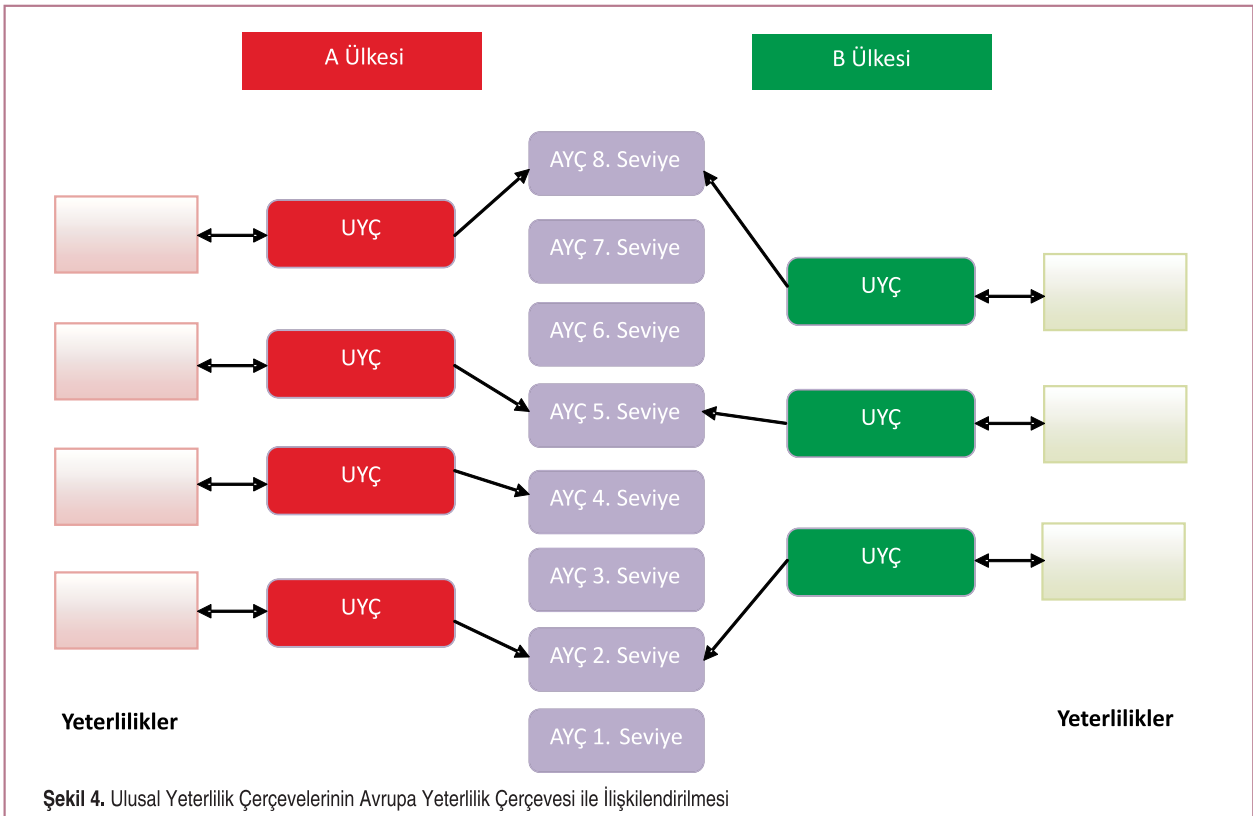 A Ülkesi
B Ülkesi
AYÇ 8. Seviye
UYÇ
AYÇ 7. Seviye
UYÇ
AYÇ 6. Seviye
UYÇ
AYÇ 5. Seviye
UYÇ
UYÇ
AYÇ 4. Seviye
UYÇ
AYÇ 3. Seviye
UYÇ
AYÇ 2. Seviye
Yeterlilikler
Yeterlilikler
AYÇ 1. Seviye
Şekil 4. Ulusal Yeterlilik Çerçevelerinin Avrupa Yeterlilik Çerçevesi ile İlişkilendirilmesi